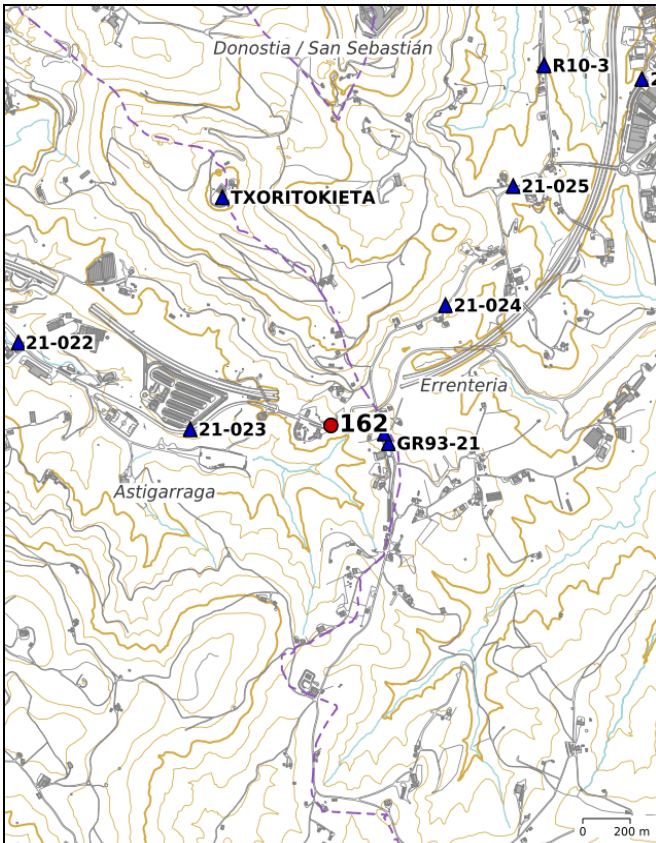 Donostia / San Sebastián
R10-3
2
21-025
TXORITOKIETA
21-024
21-022
Errenteria
162
21-023
GR93-21
Astigarraga
0 200 m